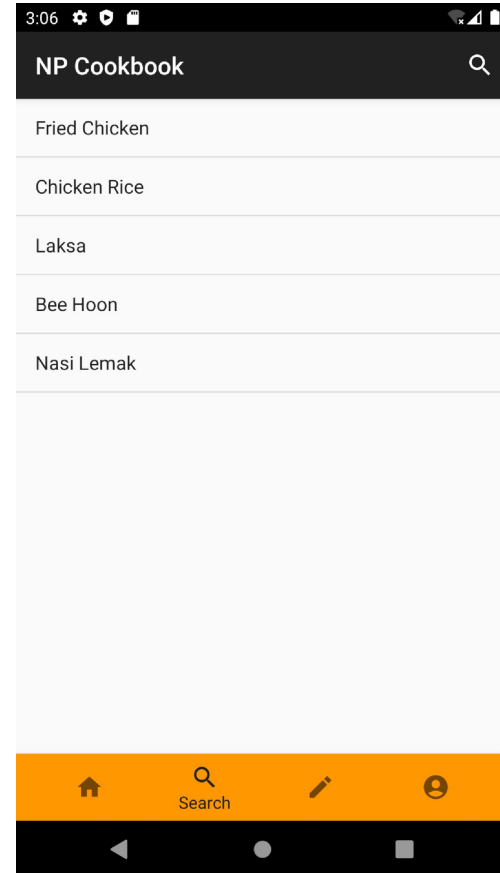 3:06
NP Cookbook
Fried Chicken
Chicken Rice
Laksa
Bee Hoon
Nasi Lemak
Search